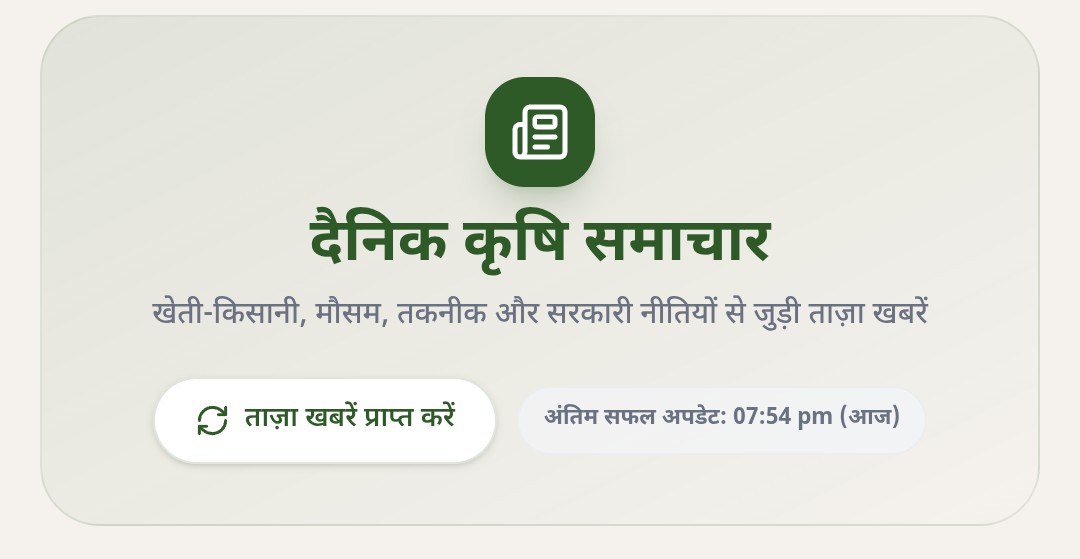 दैनिक कृषि समाचार
खेती-किसानी, मौसम, तकनीक और सरकारी नीतियों से जुड़ी ताज़ा खबरें
ताज़ा खबरें प्राप्त करें
अंतिम सफल अपडेट: 07:54 pm (आज)